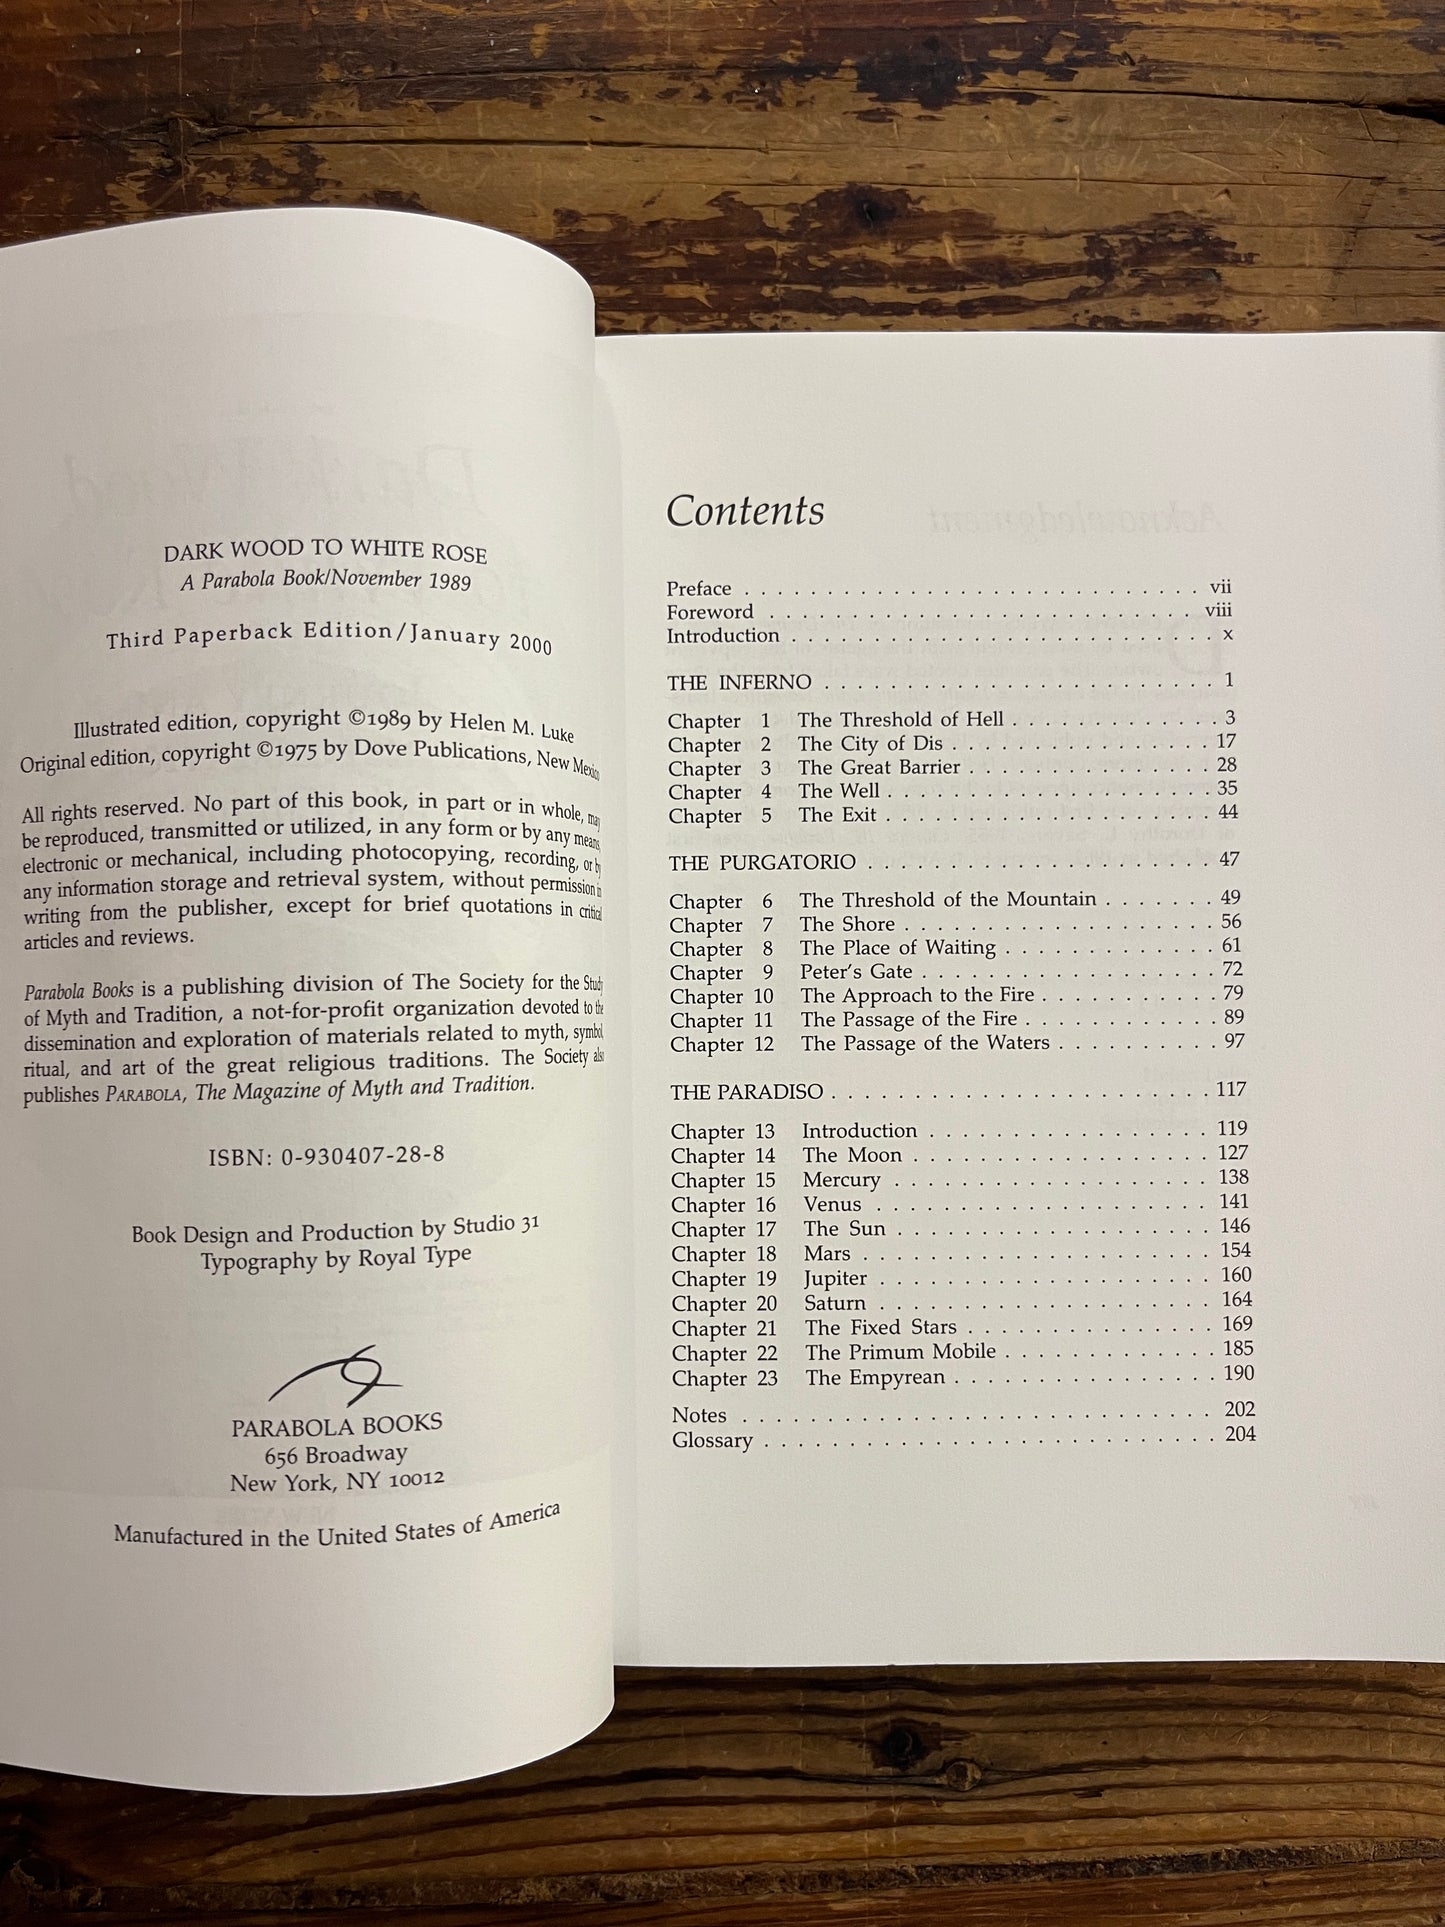 DARK WOOD TO WHITE ROSE
A Parabola Book/November 1989
Third Paperback Edition/January 2000
Illustrated edition, copyright ©1989 by Helen M. Luke
Original edition, copyright ©1975 by Dove Publications, New Mexico
All rights reserved. No part of this book, in part or in whole, may
be reproduced, transmitted or utilized, in any form or by any means,
electronic or mechanical, including photocopying, recording, or by
any information storage and retrieval system, without permission in
writing from the publisher, except for brief quotations in critical
articles and reviews.
Parabola Books is a publishing division of The Society for the Study
of Myth and Tradition, a not-for-profit organization devoted to the
dissemination and exploration of materials related to myth, symbol,
ritual, and art of the great religious traditions. The Society also
publishes PARABOLA, The Magazine of Myth and Tradition.
ISBN: 0-930407-28-8
Book Design and Production by Studio 31
Typography by Royal Type
PARABOLA BOOKS
656 Broadway
New York, NY 10012
Manufactured in the United States of America
Contents
Preface . . . . . . . . . . . . . . . . . . . . . . . . . . . . vii
Foreword . . . . . . . . . . . . . . . . . . . . . . . . . . viii
Introduction . . . . . . . . . . . . . . . . . . . . . . . . . . x
THE INFERNO . . . . . . . . . . . . . . . . . . . . . . . . 1
Chapter 1 The Threshold of Hell . . . . . . . . . . . . . 3
Chapter 2 The City of Dis . . . . . . . . . . . . . . . . 17
Chapter 3 The Great Barrier . . . . . . . . . . . . . . . 28
Chapter 4 The Well . . . . . . . . . . . . . . . . . . . . 35
Chapter 5 The Exit . . . . . . . . . . . . . . . . . . . . 44
THE PURGATORIO . . . . . . . . . . . . . . . . . . . . . 47
Chapter 6 The Threshold of the Mountain . . . . . . . 49
Chapter 7 The Shore . . . . . . . . . . . . . . . . . . . 56
Chapter 8 The Place of Waiting . . . . . . . . . . . . . 61
Chapter 9 Peter's Gate . . . . . . . . . . . . . . . . . . 72
Chapter 10 The Approach to the Fire . . . . . . . . . . . 79
Chapter 11 The Passage of the Fire . . . . . . . . . . . . 89
Chapter 12 The Passage of the Waters . . . . . . . . . . 97
THE PARADISO . . . . . . . . . . . . . . . . . . . . . . . 117
Chapter 13 Introduction . . . . . . . . . . . . . . . . . 119
Chapter 14 The Moon . . . . . . . . . . . . . . . . . . 127
Chapter 15 Mercury . . . . . . . . . . . . . . . . . . . 138
Chapter 16 Venus . . . . . . . . . . . . . . . . . . . . 141
Chapter 17 The Sun . . . . . . . . . . . . . . . . . . . 146
Chapter 18 Mars . . . . . . . . . . . . . . . . . . . . . 154
Chapter 19 Jupiter . . . . . . . . . . . . . . . . . . . . 160
Chapter 20 Saturn . . . . . . . . . . . . . . . . . . . . 164
Chapter 21 The Fixed Stars . . . . . . . . . . . . . . . 169
Chapter 22 The Primum Mobile . . . . . . . . . . . . . 185
Chapter 23 The Empyrean . . . . . . . . . . . . . . . . 190
Notes . . . . . . . . . . . . . . . . . . . . . . . . . . . . 202
Glossary . . . . . . . . . . . . . . . . . . . . . . . . . . . 204